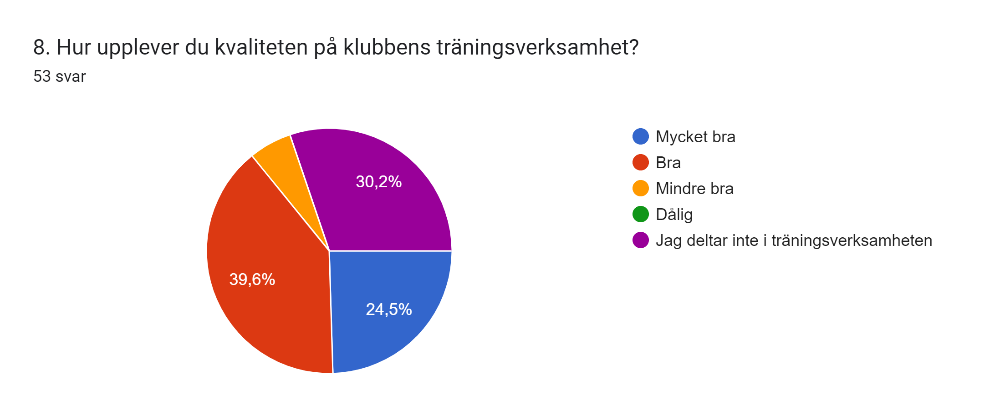 8. Hur upplever du kvaliteten på klubbens träningsverksamhet?
53 svar
30,2%
39,6%
24,5%
Mycket bra
Bra
Mindre bra
Dålig
Jag deltar inte i träningsverksamheten